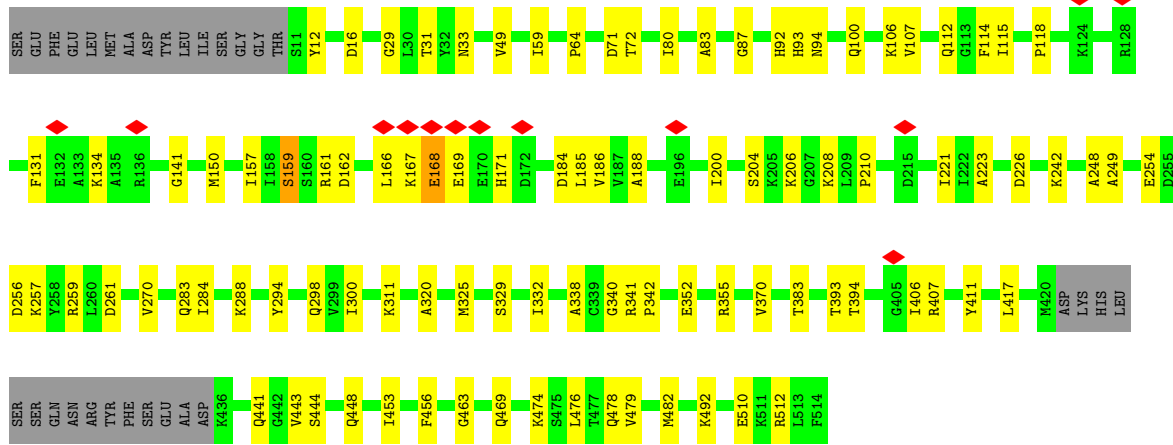 SER GLU PHE GLU GLU LEU MET ALA ASP TYR LEU ILE SER GLY GLY THR S11 Y12 D16 G29 L30 T31 Y32 N33 V49 I59 P64 D71 T72 I80 A83 G87 H92 H93 N94 Q100 K106 V107 Q112 G113 F114 I115 P118 K124 R128
F131 E132 A133 K134 A135 R136 G141 M150 I157 I158 S159 S160 R161 D162 L166 K167 E168 E169 E170 H171 D172 D184 L185 V186 V187 A188 E196 I200 S204 K205 K206 G207 K208 L209 P210 D215 I221 I222 A223 D226 K242 A248 A249 E254 D255
D256 K257 Y258 R259 L260 D261 V270 Q283 I284 K288 Y294 Q298 V299 I300 K311 A320 M325 S329 I332 A338 C339 G340 R341 P342 E352 R355 V370 T383 T393 T394 G405 I406 R407 Y411 L417 M420 ASP LYS HIS LEU
SER SER GLN ASN ARG TYR PHE SER GLU ALA ASP K436 Q441 G442 V443 S444 Q448 I453 F456 G463 Q469 K474 S475 L476 T477 Q478 V479 M482 K492 E510 K511 R512 L513 F514